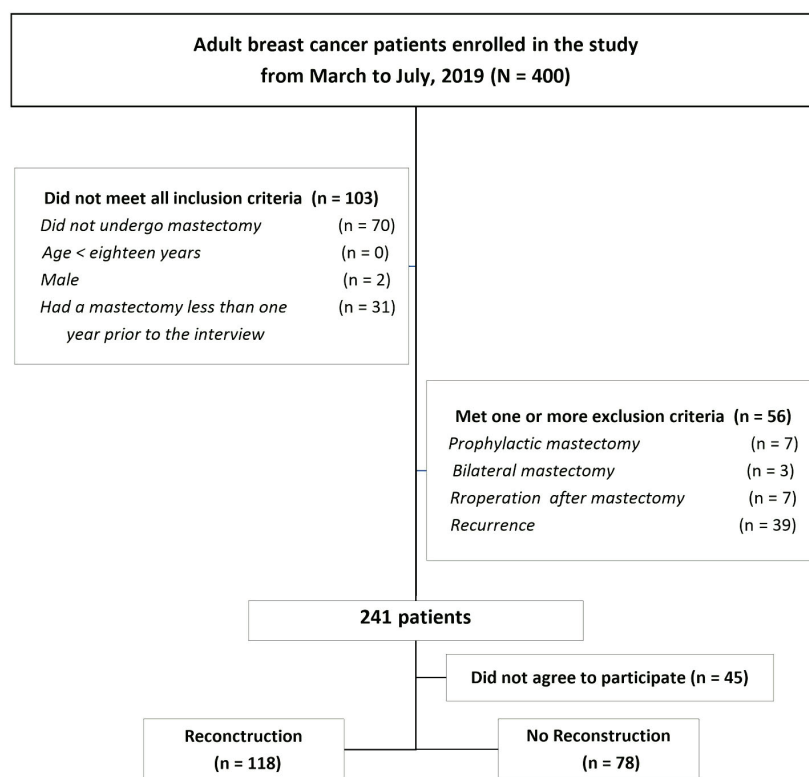 Adult breast cancer patients enrolled in the study
from March to July, 2019 (N = 400)
Did not meet all inclusion criteria (n = 103)
Did not undergo mastectomy (n = 70)
Age < eighteen years (n = 0)
Male (n = 2)
Had a mastectomy less than one (n = 31)
year prior to the interview
Met one or more exclusion criteria (n = 56)
Prophylactic mastectomy (n = 7)
Bilateral mastectomy (n = 3)
Rroperation after mastectomy (n = 7)
Recurrence (n = 39)
241 patients
Did not agree to participate (n = 45)
Reconctruction
(n = 118)
No Reconstruction
(n = 78)